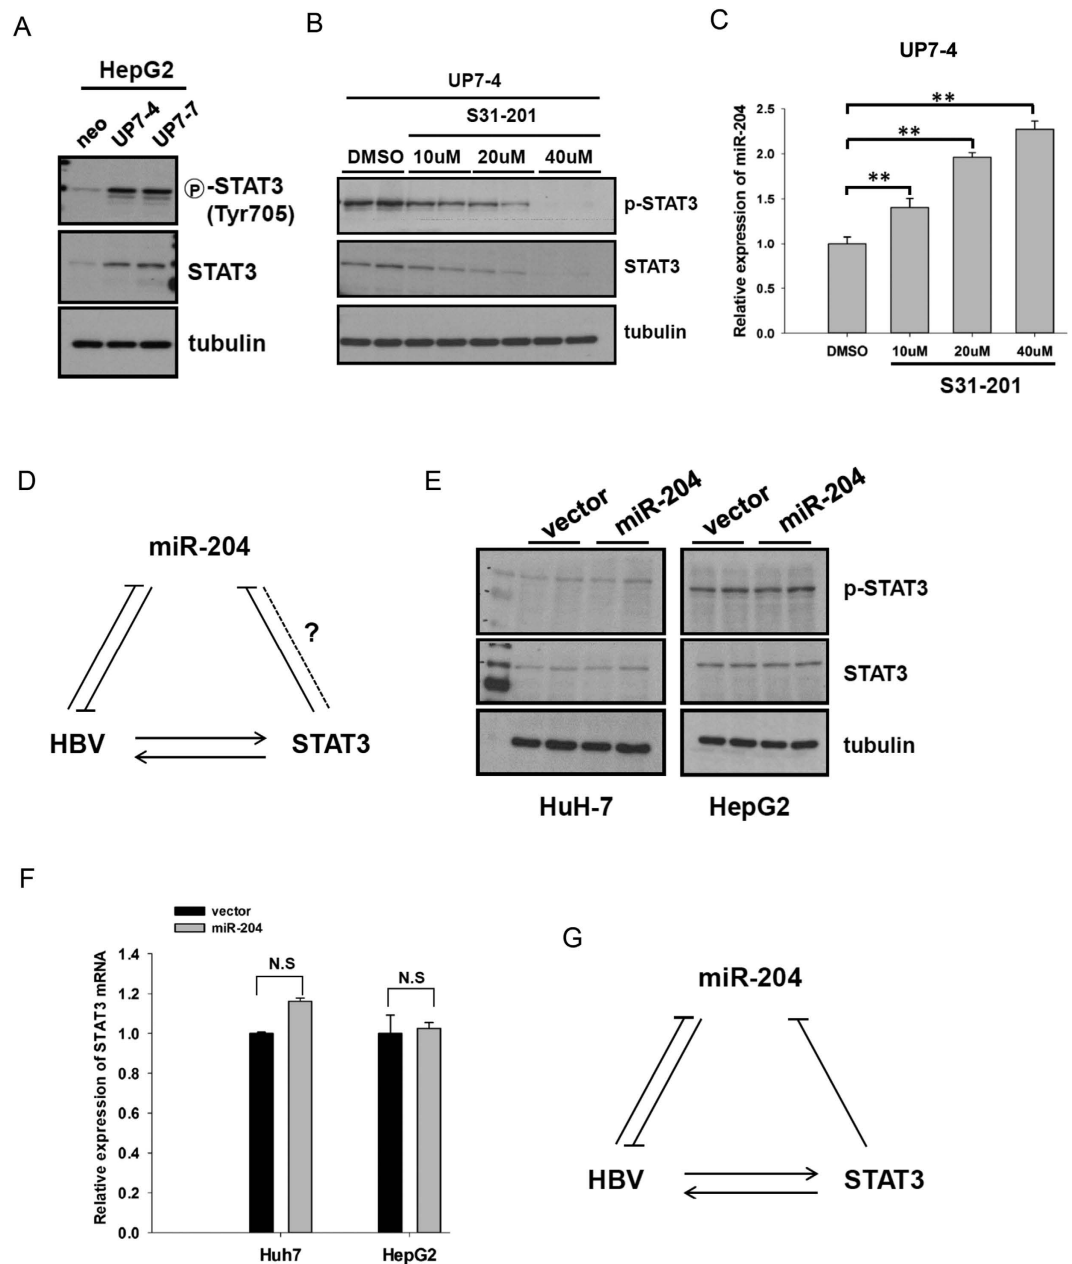 A
HepG2
neo UP7-4 UP7-7
P-STAT3
(Tyr705)
STAT3
tubulin
B
UP7-4
S31-201
DMSO 10uM 20uM 40uM
p-STAT3
STAT3
tubulin
C
UP7-4
Relative expression of miR-204
2.5
2.0
1.5
1.0
0.5
0.0
**
**
**
DMSO 10uM 20uM 40uM
S31-201
D
miR-204
?
HBV STAT3
E
vector miR-204 vector miR-204
p-STAT3
STAT3
tubulin
HuH-7 HepG2
F
vector
miR-204
Relative expression of STAT3 mRNA
1.4
1.2
1.0
0.8
0.6
0.4
0.2
0.0
N.S N.S
Huh7 HepG2
G
miR-204
HBV STAT3